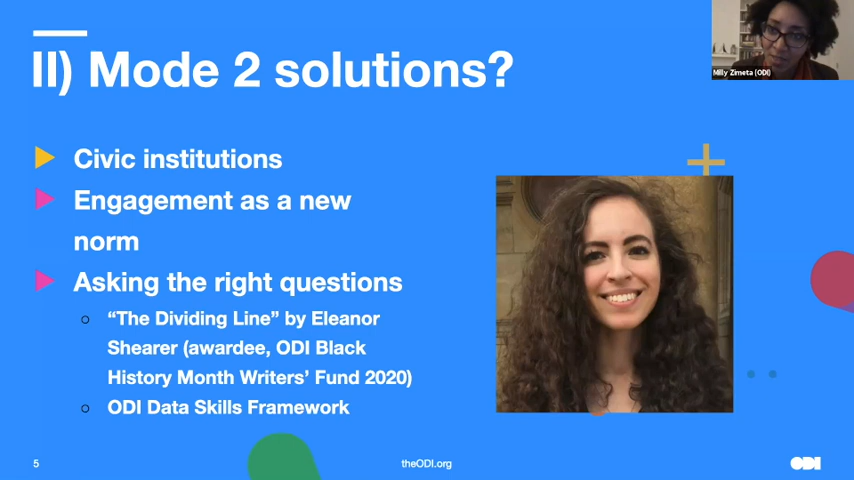 II) Mode 2 solutions?
Milly Zimeta (ODI)
Civic institutions
Engagement as a new
norm
Asking the right questions
“The Dividing Line” by Eleanor
Shearer (awardee, ODI Black
History Month Writers’ Fund 2020)
ODI Data Skills Framework
5
theODI.org
ODI